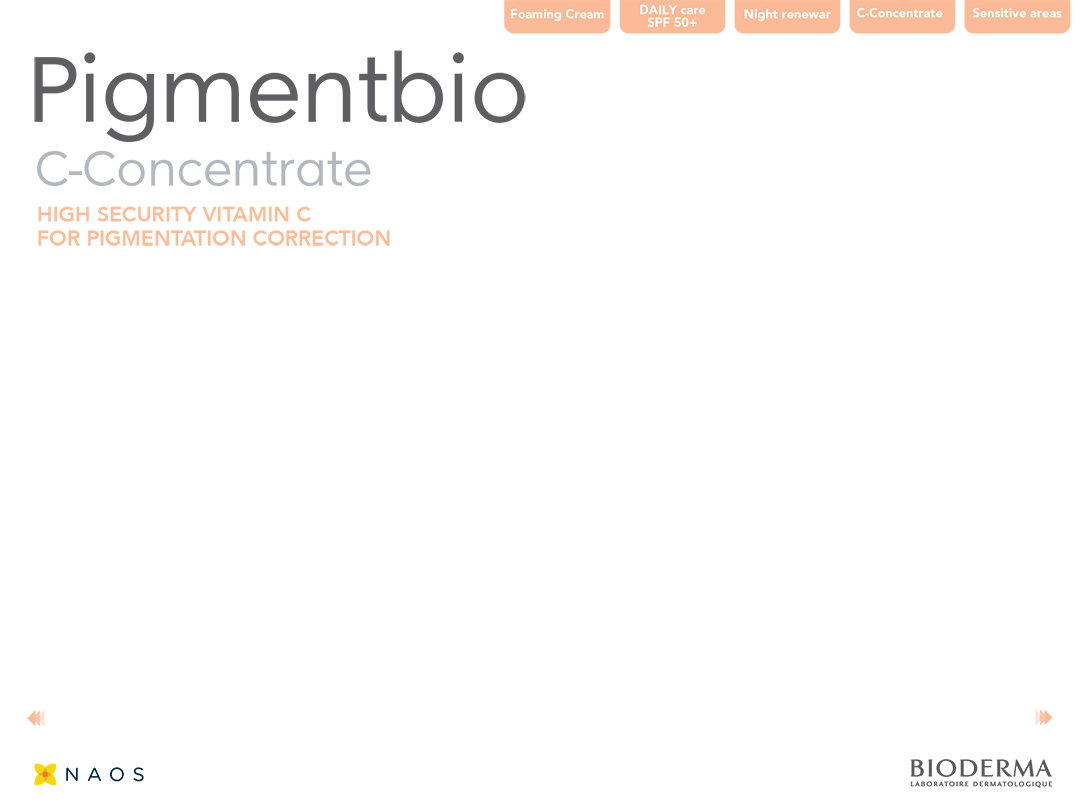 Foaming Cream
DAILY care
SPF 50+
Night renewar
C-Concentrate
Sensitive areas
Pigmentbio
C-Concentrate
HIGH SECURITY VITAMIN C
FOR PIGMENTATION CORRECTION
NAOS
BIODERMA
LABORATOIRE DERMATOLOGIQUE